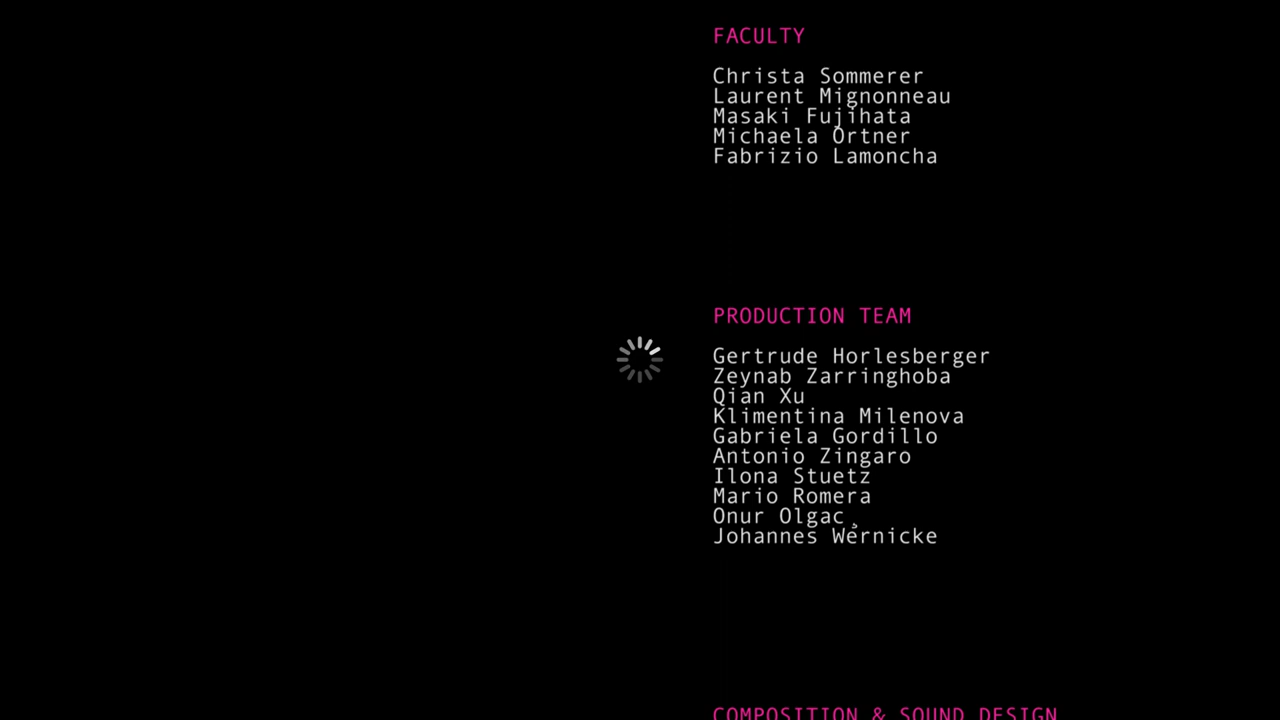 FACULTY
Christa Sommerer
Laurent Mignonneau
Masaki Fujihata
Michaela Ortner
Fabrizio Lamoncha
PRODUCTION TEAM
Gertrude Horlesberger
Zeynab Zarringhoba
Qian Xu
Klimentina Milenova
Gabriela Gordillo
Antonio Zingaro
Ilona Stuetz
Mario Romera
Onur Olgac¸
Johannes Wernicke
COMPOSITION & SOUND DESIGN